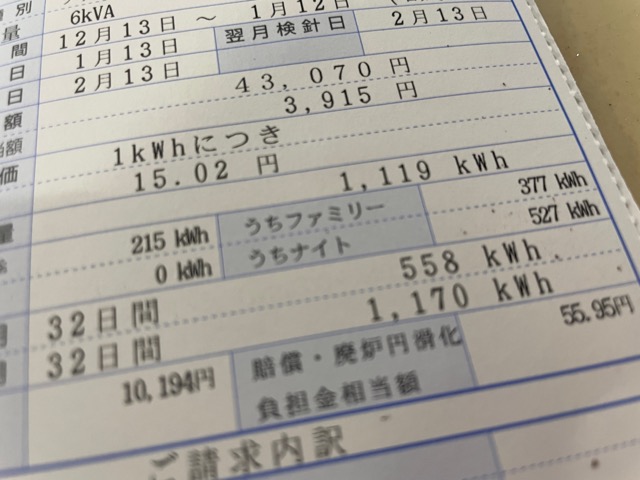 6kVA
12月13日 ～ 1月12日
間 1月13日 翌月検針日 2月13日
日 2月13日
額 43,070 円
当額 3,915 円
1kWhにつき
価 15.02 円
1,119 kWh
215 kWh うちファミリー 377 kWh
0 kWh うちナイト 527 kWh
32日間 558 kWh
32日間 1,170 kWh
10,194円 賠償・廃炉円滑化 55.95円
負担金相当額
ご請求内訳